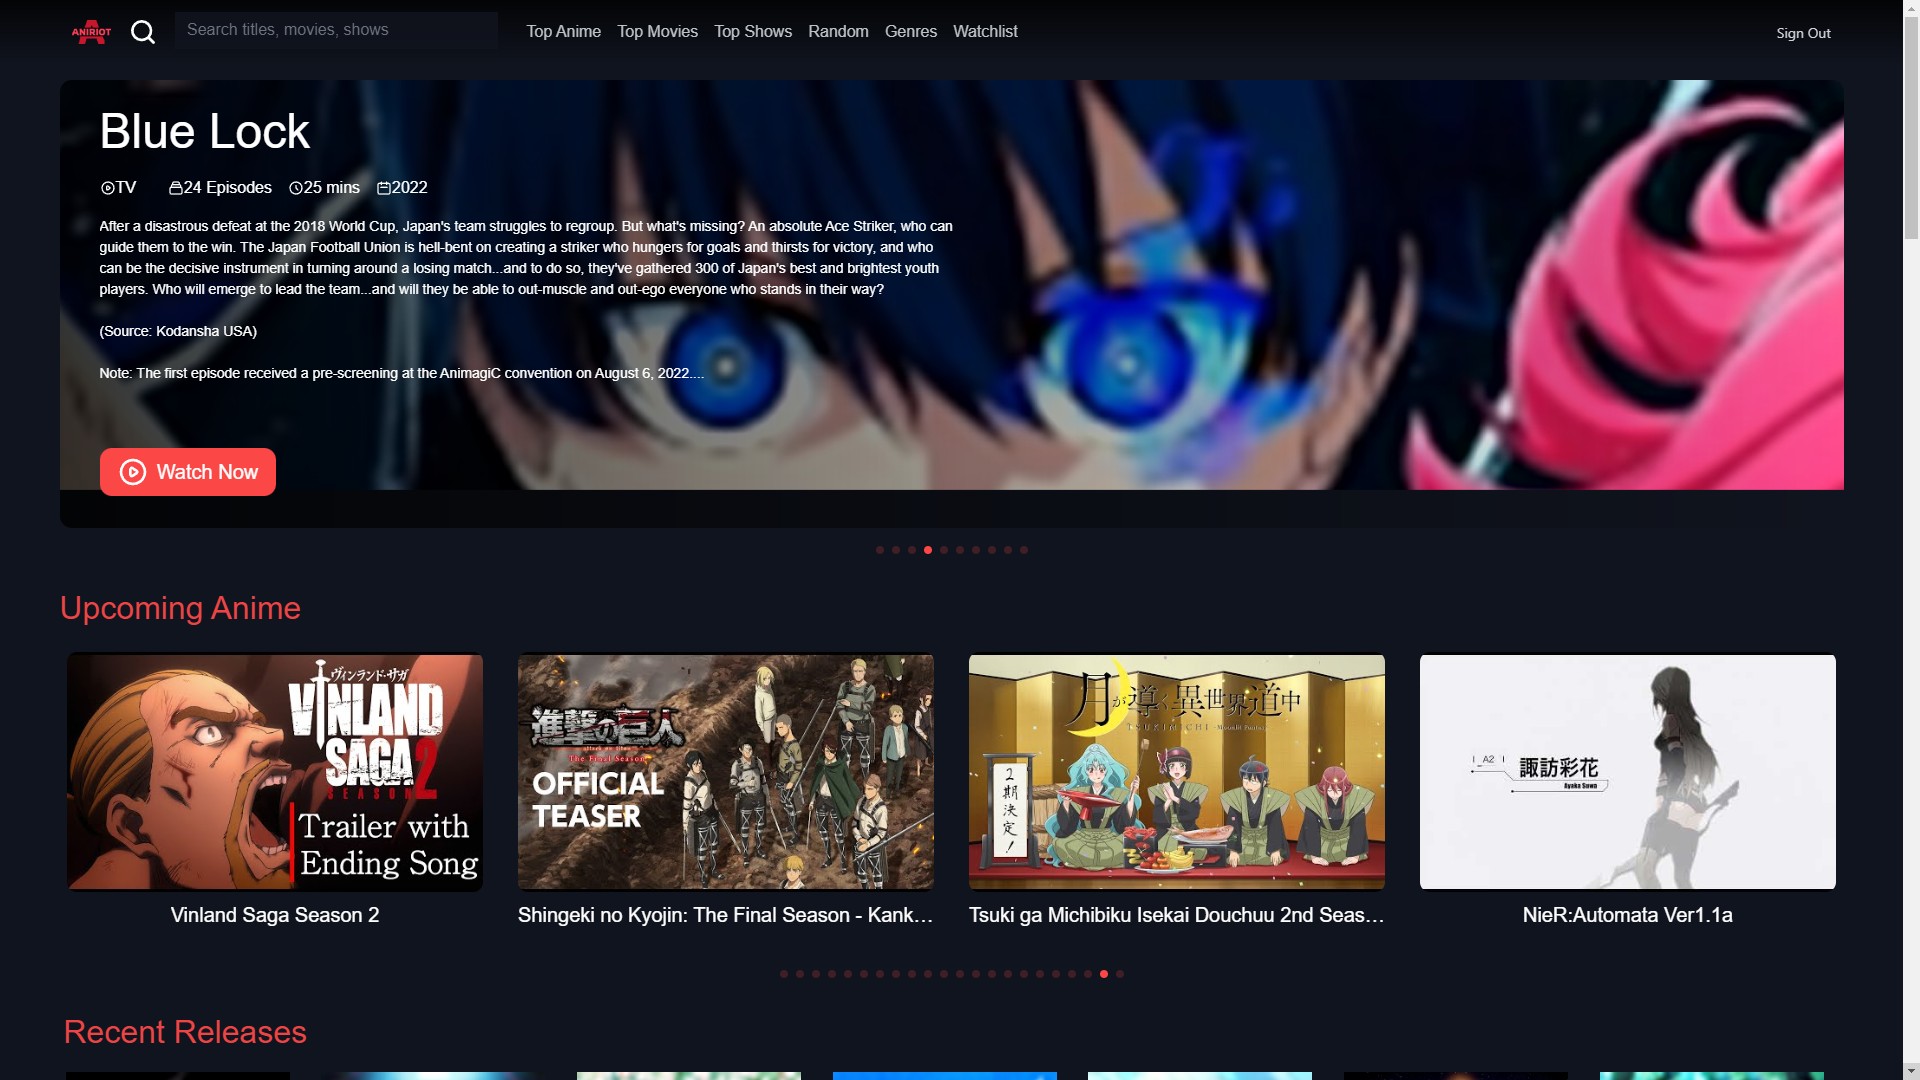 ANIRIOT
Search titles, movies, shows
Top Anime
Top Movies
Top Shows
Random
Genres
Watchlist
Sign Out
Blue Lock
TV
24 Episodes
25 mins
2022
After a disastrous defeat at the 2018 World Cup, Japan's team struggles to regroup. But what's missing? An absolute Ace Striker, who can
guide them to the win. The Japan Football Union is hell-bent on creating a striker who hungers for goals and thirsts for victory, and who
can be the decisive instrument in turning around a losing match...and to do so, they've gathered 300 of Japan's best and brightest youth
players. Who will emerge to lead the team...and will they be able to out-muscle and out-ego everyone who stands in their way?
(Source: Kodansha USA)
Note: The first episode received a pre-screening at the AnimagiC convention on August 6, 2022....
Watch Now
Upcoming Anime
ヴィンランド・サガ
VINLAND
SAGA 2
SEASON
Trailer with
Ending Song
進撃の巨人
attack on titan
The Final Season
OFFICIAL
TEASER
月が導く異世界道中
TSUKIMICHI -Moonlit Fantasy-
2期決定!
A2
諏訪彩花
Ayaka Suwa
Vinland Saga Season 2
Shingeki no Kyojin: The Final Season - Kank...
Tsuki ga Michibiku Isekai Douchuu 2nd Seas...
NieR:Automata Ver1.1a
Recent Releases